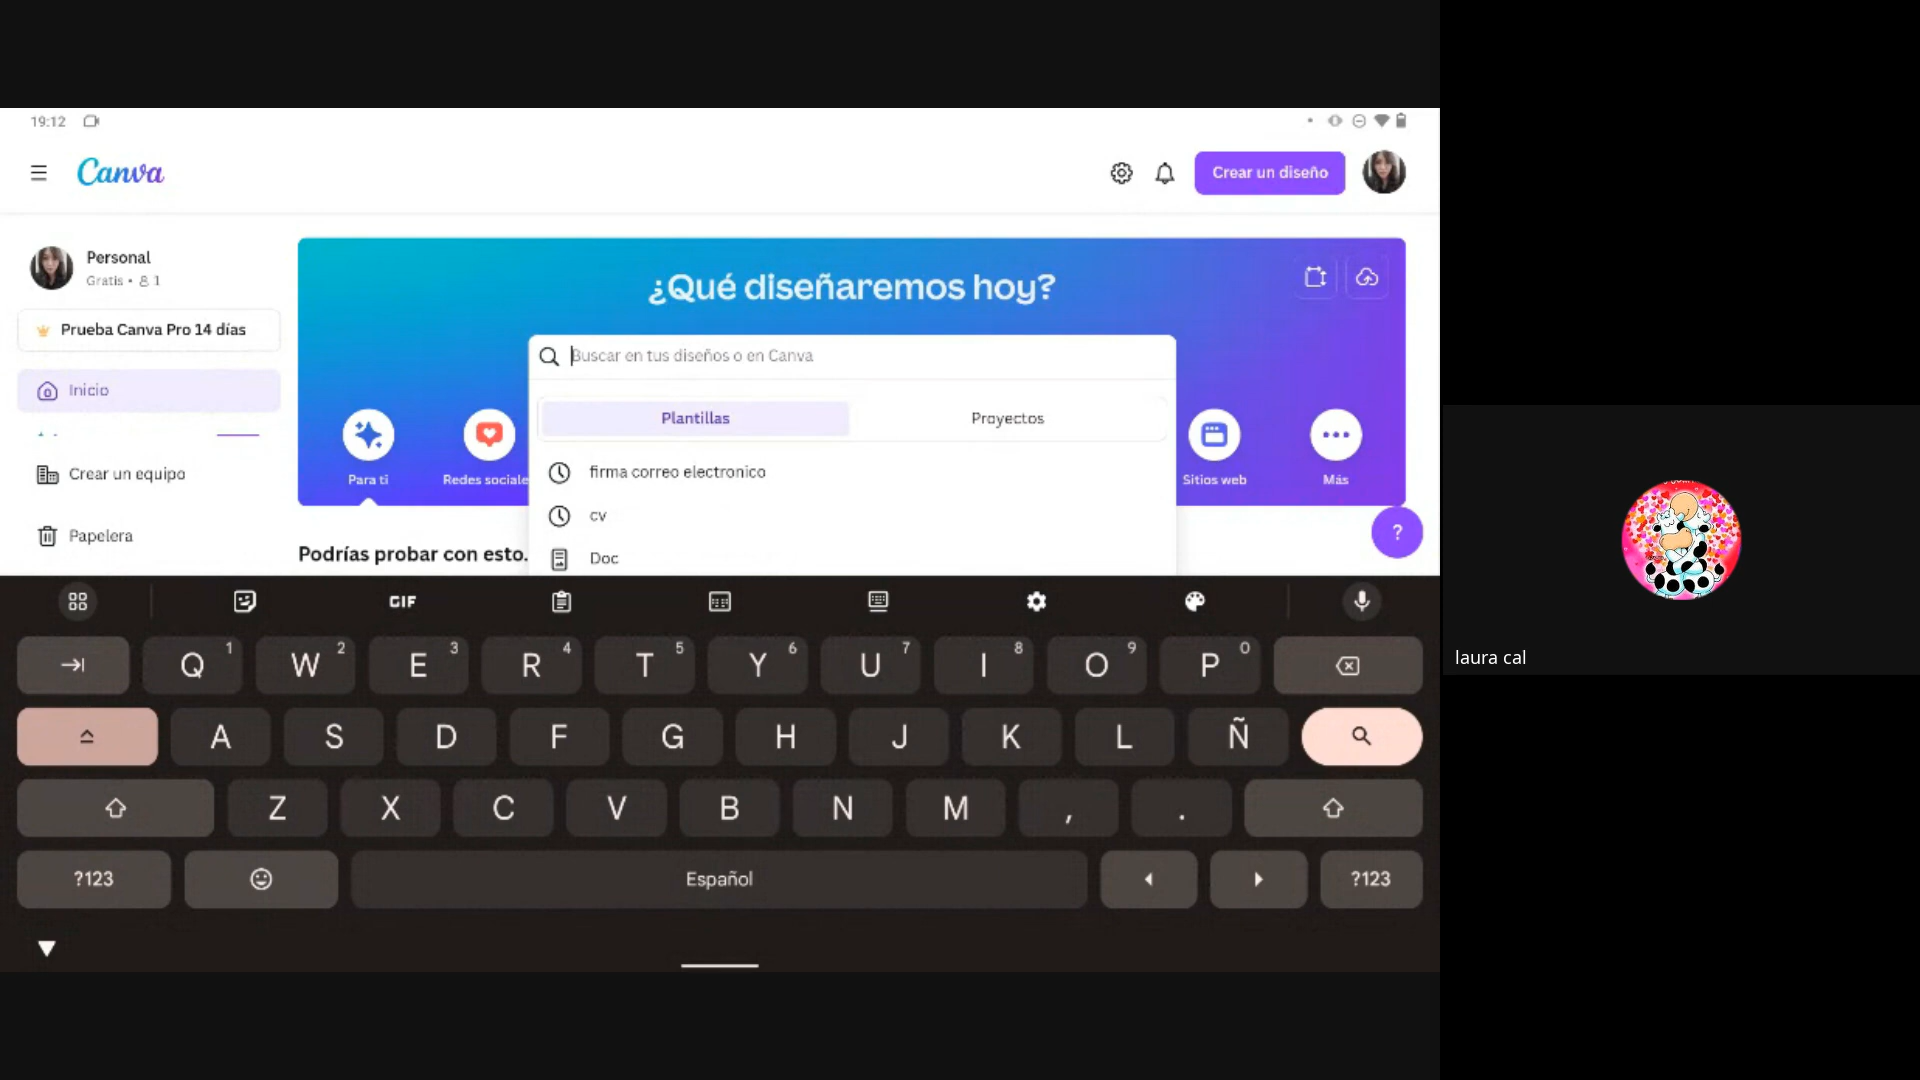 19:12
Canva
Crear un diseño
Personal
Gratis • 1
Prueba Canva Pro 14 días
Inicio
Crear un equipo
Papelera
¿Qué diseñaremos hoy?
Buscar en tus diseños o en Canva
Plantillas
Proyectos
firma correo electronico
cv
Doc
Para ti
Redes sociale
Sitios web
Más
?
Podrías probar con esto.
GIF
Q 1 W 2 E 3 R 4 T 5 Y 6 U 7 I 8 O 9 P 0
A S D F G H J K L Ñ
Z X C V B N M , .
?123 Español ?123
laura cal